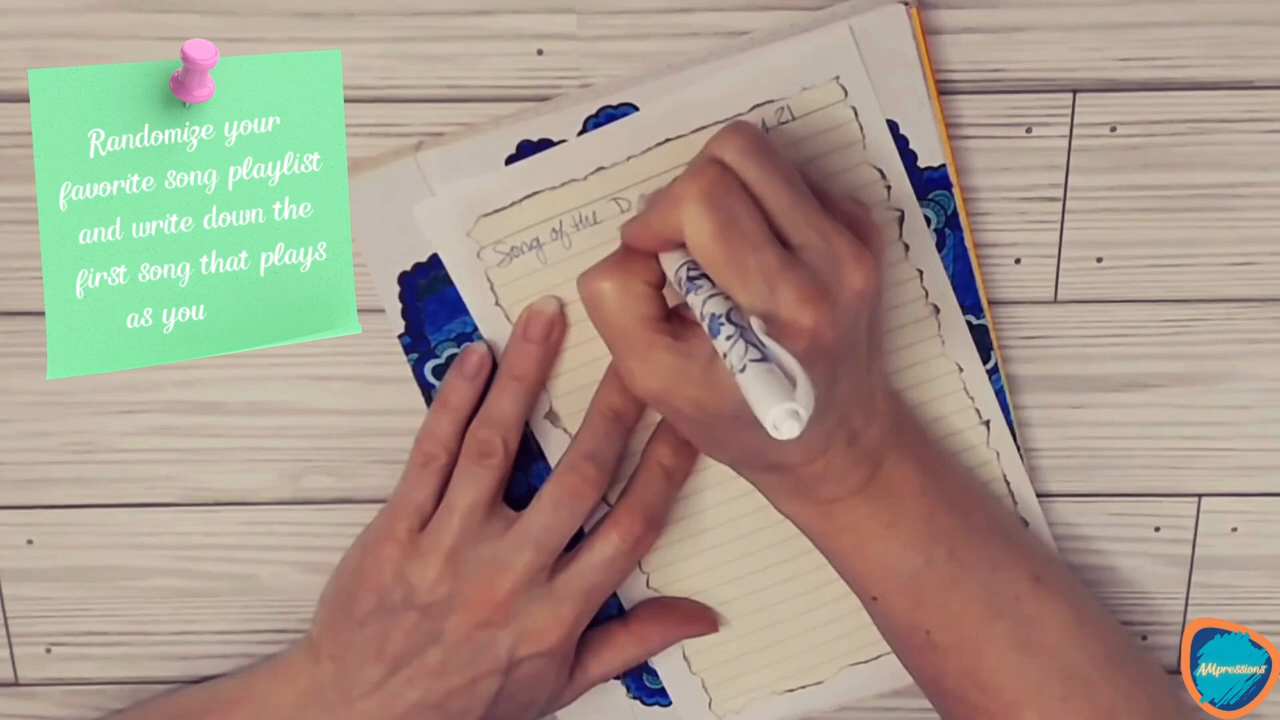 Randomize your
favorite song playlist
and write down the
first song that plays
as you
21
Song of the D
AMpressions